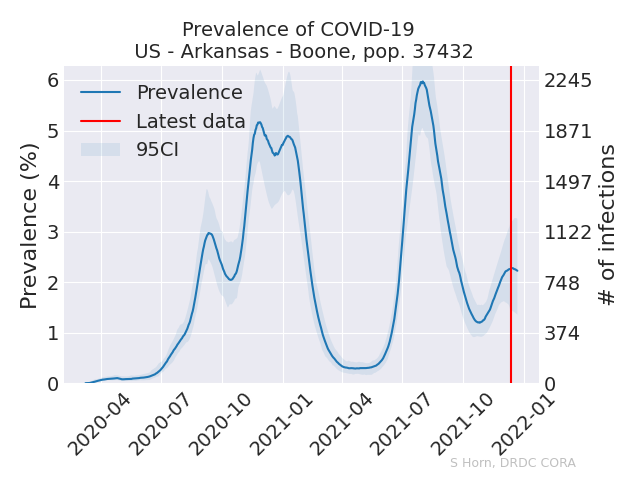 Prevalence of COVID-19
US - Arkansas - Boone, pop. 37432
Prevalence
Latest data
95CI
Prevalence (%)
6
5
4
3
2
1
0
2245
1871
1497
1122
748
374
0
# of infections
2020-04
2020-07
2020-10
2021-01
2021-04
2021-07
2021-10
2022-01
S Horn, DRDC CORA